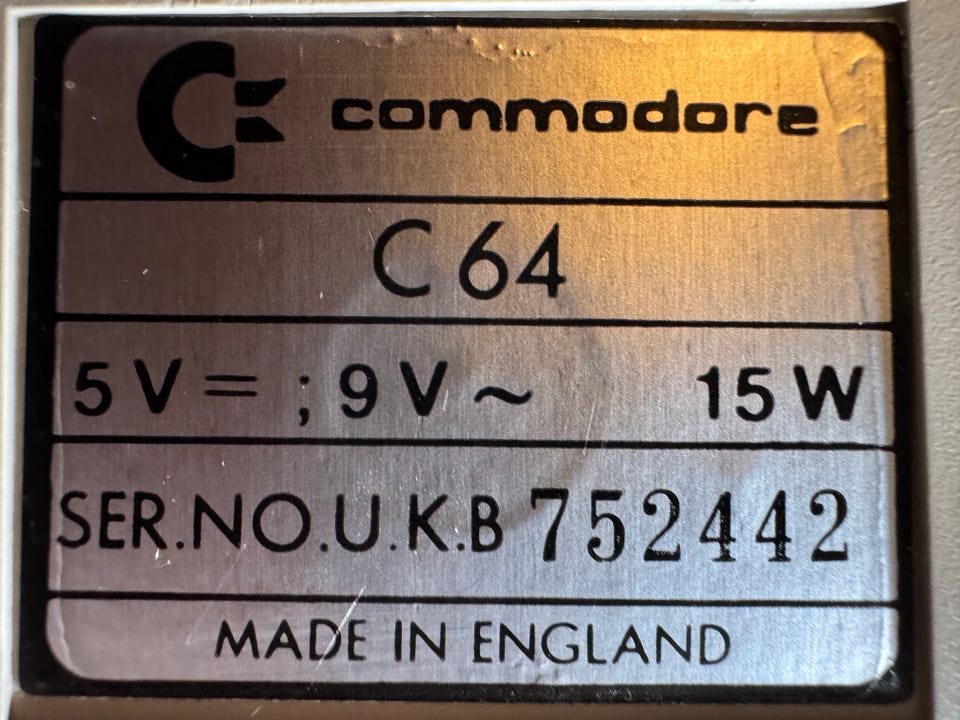 commodore
C 64
5 V = ; 9 V ~ 15 W
SER.NO.U.K.B 752442
MADE IN ENGLAND